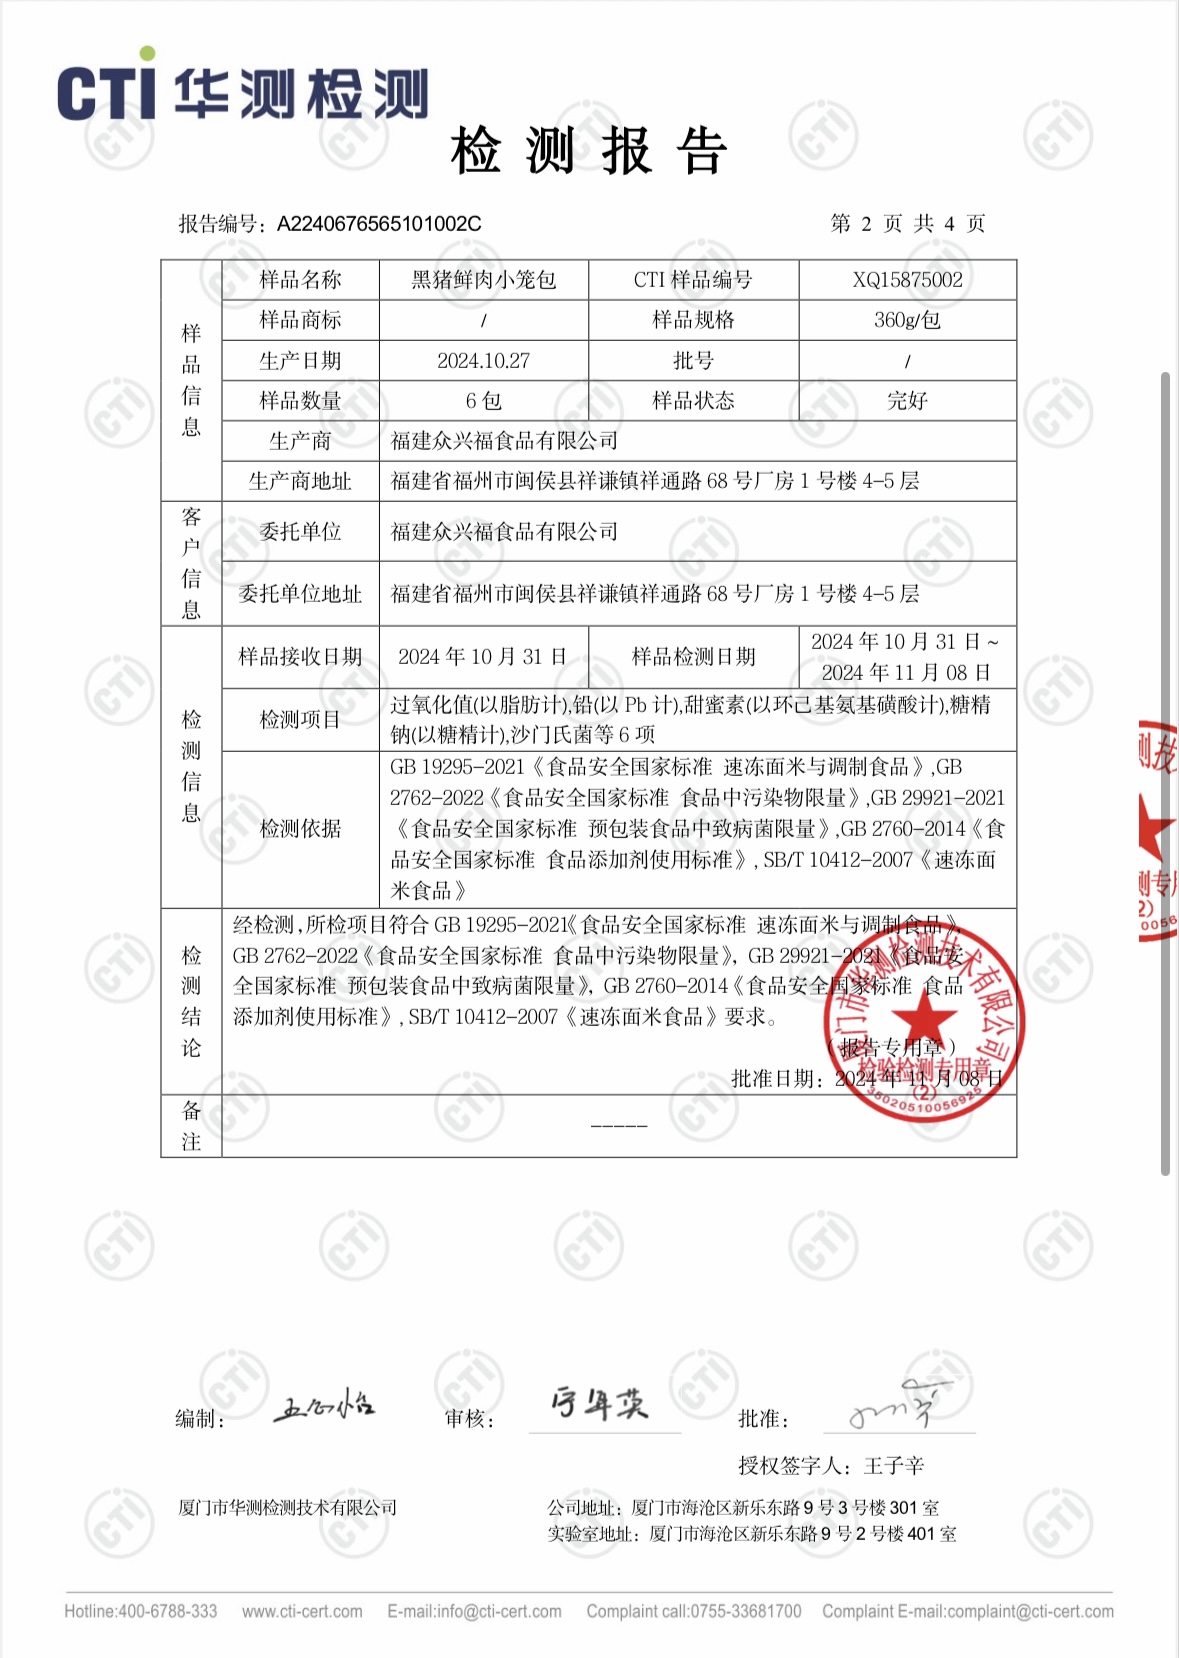 CTI 华测检测
检测报告
报告编号：A2240676565101002C 第 2 页 共 4 页
样品信息
样品名称 黑猪鲜肉小笼包 CTI 样品编号 XQ15875002
样品商标 / 样品规格 360g/包
生产日期 2024.10.27 批号 /
样品数量 6 包 样品状态 完好
生产商 福建众兴福食品有限公司
生产商地址 福建省福州市闽侯县祥谦镇祥通路 68 号厂房 1 号楼 4-5 层
客户信息
委托单位 福建众兴福食品有限公司
委托单位地址 福建省福州市闽侯县祥谦镇祥通路 68 号厂房 1 号楼 4-5 层
检测信息
样品接收日期 2024 年 10 月 31 日 样品检测日期 2024 年 10 月 31 日 ~
2024 年 11 月 08 日
检测项目 过氧化值(以脂肪计),铅(以 Pb 计),甜蜜素(以环己基氨基磺酸计),糖精
钠(以糖精计),沙门氏菌等 6 项
检测依据
GB 19295-2021《食品安全国家标准 速冻面米与调制食品》,GB
2762-2022《食品安全国家标准 食品中污染物限量》,GB 29921-2021
《食品安全国家标准 预包装食品中致病菌限量》,GB 2760-2014《食
品安全国家标准 食品添加剂使用标准》, SB/T 10412-2007《速冻面
米食品》
检测结论
经检测,所检项目符合 GB 19295-2021《食品安全国家标准 速冻面米与调制食品》,
GB 2762-2022《食品安全国家标准 食品中污染物限量》, GB 29921-2021《食品安
全国家标准 预包装食品中致病菌限量》, GB 2760-2014《食品安全国家标准 食品
添加剂使用标准》, SB/T 10412-2007《速冻面米食品》要求。
（报告专用章）
批准日期：2024 年 11 月 08 日
厦门市华测检测技术有限公司
检验检测专用章
(2)
35020510056925
备注 -----
编制： 审核： 批准：
授权签字人：王子辛
厦门市华测检测技术有限公司 公司地址：厦门市海沧区新乐东路 9 号 3 号楼 301 室
实验室地址：厦门市海沧区新乐东路 9 号 2 号楼 401 室
Hotline:400-6788-333 www.cti-cert.com E-mail:info@cti-cert.com Complaint call:0755-33681700 Complaint E-mail:complaint@cti-cert.com